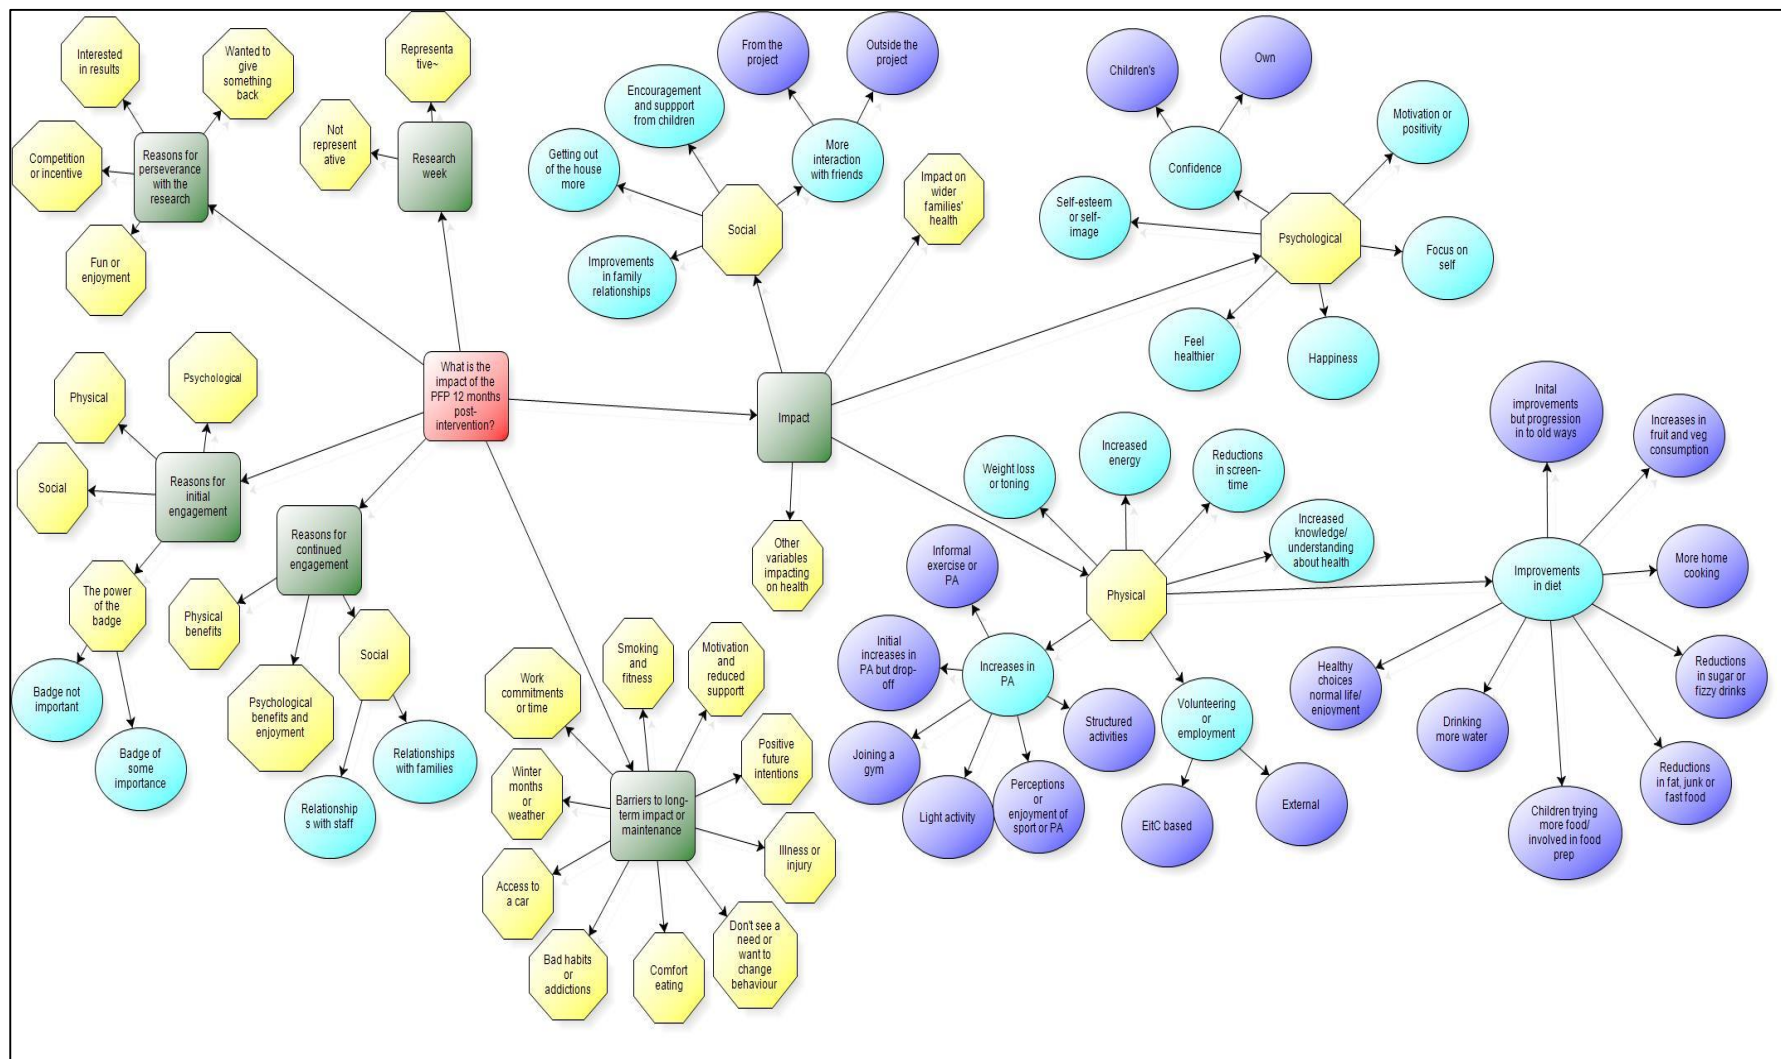 Interested
in results
Wanted to
give
something
back
Competition
or incentive
Reasons for
perseverance
with the
research
Fun or
enjoyment
Representa
tive~
Not
represent
ative
Research
week
From the
project
Outside the
project
Encouragement
and suppport
from children
More
interaction
with friends
Getting out
of the house
more
Social
Improvements
in family
relationships
Impact on
wider
families'
health
Children's
Own
Confidence
Motivation or
positivity
Self-esteem
or self-
image
Psychological
Focus on
self
Feel
healthier
Happiness
What is the
impact of the
PFP 12 months
post-
intervention?
Impact
Other
variables
impacting
on health
Psychological
Physical
Social
Reasons for
initial
engagement
The power
of the
badge
Badge not
important
Badge of
some
importance
Reasons for
continued
engagement
Physical
benefits
Social
Psychological
benefits and
enjoyment
Relationships
with families
Relationship
s with staff
Work
commitments
or time
Smoking
and
fitness
Motivation
and
reduced
supportt
Positive
future
intentions
Winter
months
or
weather
Barriers to long-
term impact or
maintenance
Illness or
injury
Access to
a car
Bad habits
or
addictions
Comfort
eating
Don't see a
need or
want to
change
behaviour
Weight loss
or toning
Increased
energy
Reductions
in screen-
time
Increased
knowledge/
understanding
about health
Physical
Informal
exercise or
PA
Initial
increases in
PA but drop-
off
Increases in
PA
Joining a
gym
Light activity
Perceptions
or
enjoyment of
sport or PA
Structured
activities
Volunteering
or
employment
EitC based
External
Inital
improvements
but progression
in to old ways
Increases in
fruit and veg
consumption
Improvements
in diet
More home
cooking
Reductions
in sugar or
fizzy drinks
Healthy
choices
normal life/
enjoyment
Drinking
more water
Reductions
in fat, junk or
fast food
Children trying
more food/
involved in food
prep